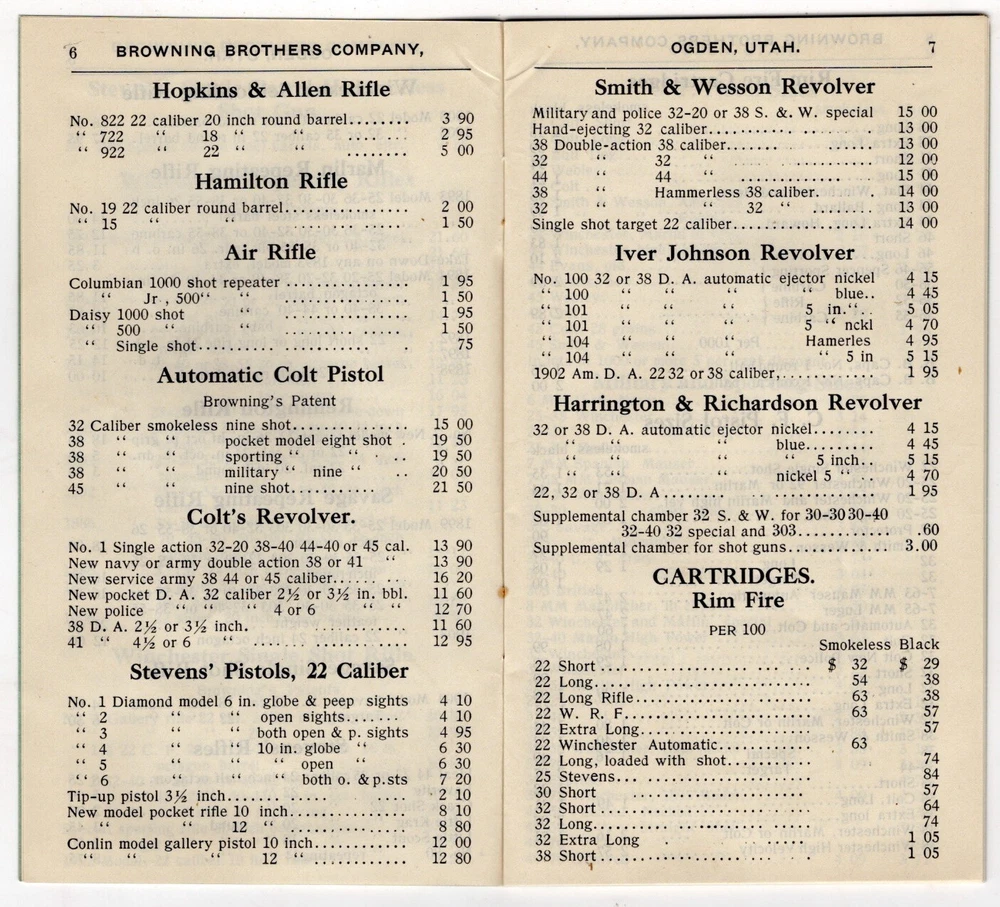 6 BROWNING BROTHERS COMPANY,
Hopkins & Allen Rifle
No. 822 22 caliber 20 inch round barrel........ 3 90
“ 722 “ 18 “ “ ......... 2 95
“ 922 “ 22 “ “ ......... 5 00
Hamilton Rifle
No. 19 22 caliber round barrel................ 2 00
“ 15 “ “ “ ................ 1 50
Air Rifle
Columbian 1000 shot repeater ................ 1 95
“ Jr , 500“ “ ................ 1 50
Daisy 1000 shot “ ................ 1 95
“ 500 “ “ ................ 1 50
“ Single shot........................... 75
Automatic Colt Pistol
Browning's Patent
32 Caliber smokeless nine shot............... 15 00
38 “ “ pocket model eight shot . 19 50
38 “ “ sporting “ “ . .. 19 50
38 “ “ military “ nine “ .. 20 50
45 “ “ nine shot............... 21 50
Colt's Revolver.
No. 1 Single action 32-20 38-40 44-40 or 45 cal. 13 90
New navy or army double action 38 or 41 “ 13 90
New service army 38 44 or 45 caliber...... .. 16 20
New pocket D. A. 32 caliber 2½ or 3½ in. bbl. 11 60
New police “ “ “ 4 or 6 “ “ 12 70
38 D. A. 2½ or 3½ inch..................... 11 60
41 “ 4½ or 6 “ ..................... 12 95
Stevens' Pistols, 22 Caliber
No. 1 Diamond model 6 in. globe & peep sights 4 10
“ 2 “ “ open sights....... 4 10
“ 3 “ “ both open & p. sights 4 95
“ 4 “ “ 10 in. globe “ 6 30
“ 5 “ “ “ open “ 6 30
“ 6 “ “ “ both o. & p.sts 7 20
Tip-up pistol 3½ inch........................ 2 10
New model pocket rifle 10 inch............... 8 10
“ “ “ 12 “ ............... 8 80
Conlin model gallery pistol 10 inch............ 12 00
“ “ “ “ 12 “ ............ 12 80
OGDEN, UTAH. 7
Smith & Wesson Revolver
Military and police 32-20 or 38 S. &. W. special 15 00
Hand-ejecting 32 caliber..................... 13 00
38 Double-action 38 caliber.................. 13 00
32 “ 32 “ .................. 12 00
44 “ 44 “ .................. 15 00
38 “ Hammerless 38 caliber. . 14 00
32 “ “ 32 “ ....... 13 00
Single shot target 22 caliber.................. 14 00
Iver Johnson Revolver
No. 100 32 or 38 D. A. automatic ejector nickel 4 15
“ 100 “ “ “ “ blue.. 4 45
“ 101 “ “ “ 5 in.“.. 5 05
“ 101 “ “ “ 5 “ nckl 4 70
“ 104 “ “ “ Hamerles 4 95
“ 104 “ “ “ “ 5 in 5 15
1902 Am. D. A. 22 32 or 38 caliber,............ 1 95
Harrington & Richardson Revolver
32 or 38 D. A. automatic ejector nickel........ 4 15
“ “ “ blue......... 4 45
“ “ “ “ 5 inch.. 5 15
“ “ “ nickel 5 “ .. 4 70
22, 32 or 38 D. A........................... 1 95
Supplemental chamber 32 S. & W. for 30-30 30-40
32-40 32 special and 303............ .60
Supplemental chamber for shot guns........... 3.00
CARTRIDGES.
Rim Fire
PER 100
Smokeless Black
22 Short................ $ 32 $ 29
22 Long................ 54 38
22 Long Rifle............ 63 38
22 W. R. F.............. 63 57
22 Extra Long........... 57
22 Winchester Automatic............ 63
22 Long, loaded with shot........... 74
25 Stevens... ................ 84
30 Short ................ 57
32 Short ................ 64
32 Long................ 74
32 Extra Long ................ 1 05
38 Short................ 1 05